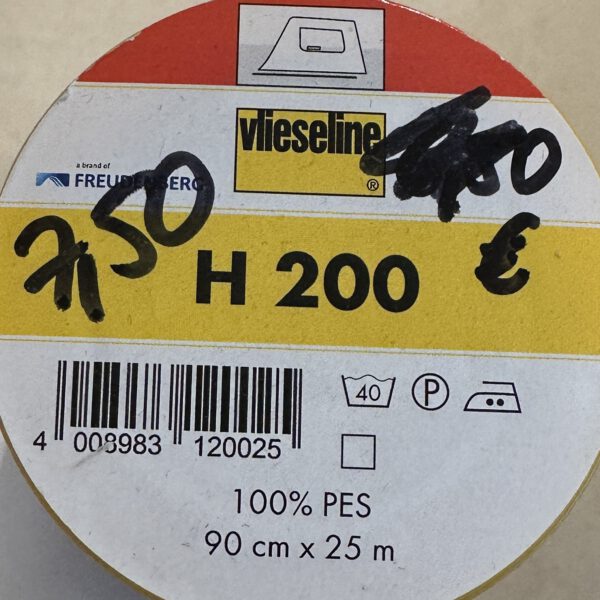 vlieseline
®
a brand of
FREUDENBERG
7,50
€
H 200
40
P
4 008983 120025
100% PES
90 cm x 25 m